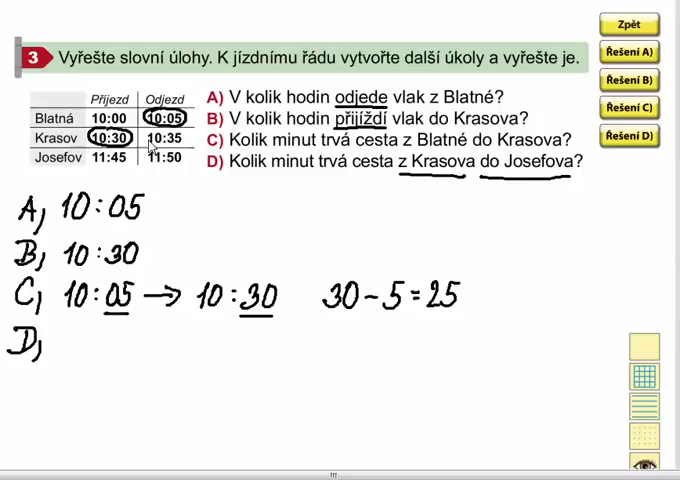 Zpět
3 Vyřešte slovní úlohy. K jízdnímu řádu vytvořte další úkoly a vyřešte je.
Řešení A)
Řešení B)
Řešení C)
Řešení D)
Příjezd Odjezd
Blatná 10:00 10:05
Krasov 10:30 10:35
Josefov 11:45 11:50
A) V kolik hodin odjede vlak z Blatné?
B) V kolik hodin přijíždí vlak do Krasova?
C) Kolik minut trvá cesta z Blatné do Krasova?
D) Kolik minut trvá cesta z Krasova do Josefova?
A) 10:05
B) 10:30
C) 10:05 → 10:30 30-5=25
D)